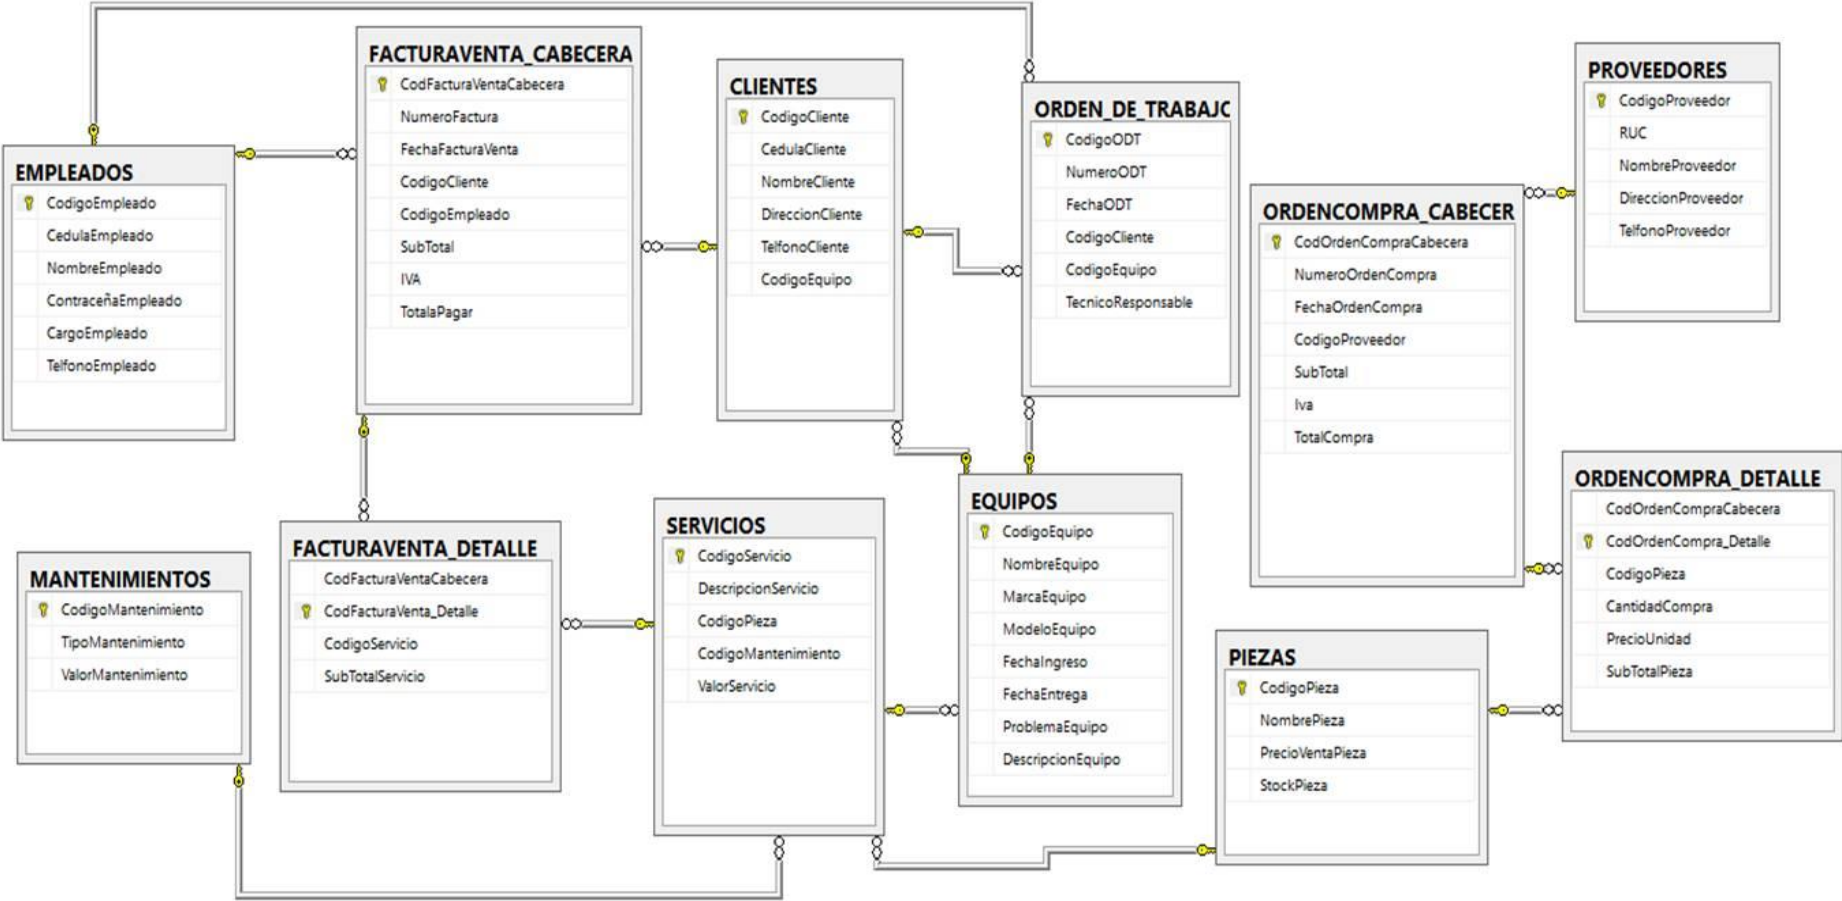 EMPLEADOS
CodigoEmpleado
CedulaEmpleado
NombreEmpleado
ContraceñaEmpleado
CargoEmpleado
TelfonoEmpleado
FACTURAVENTA_CABECERA
CodFacturaVentaCabecera
NumeroFactura
FechaFacturaVenta
CodigoCliente
CodigoEmpleado
SubTotal
IVA
TotalaPagar
CLIENTES
CodigoCliente
CedulaCliente
NombreCliente
DireccionCliente
TelfonoCliente
CodigoEquipo
ORDEN_DE_TRABAJO
CodigoODT
NumeroODT
FechaODT
CodigoCliente
CodigoEquipo
TecnicoResponsable
ORDENCOMPRA_CABECER
CodOrdenCompraCabecera
NumeroOrdenCompra
FechaOrdenCompra
CodigoProveedor
SubTotal
Iva
TotalCompra
PROVEEDORES
CodigoProveedor
RUC
NombreProveedor
DireccionProveedor
TelfonoProveedor
MANTENIMIENTOS
CodigoMantenimiento
TipoMantenimiento
ValorMantenimiento
FACTURAVENTA_DETALLE
CodFacturaVentaCabecera
CodFacturaVenta_Detalle
CodigoServicio
SubTotalServicio
SERVICIOS
CodigoServicio
DescripcionServicio
CodigoPieza
CodigoMantenimiento
ValorServicio
EQUIPOS
CodigoEquipo
NombreEquipo
MarcaEquipo
ModeloEquipo
FechaIngreso
FechaEntrega
ProblemaEquipo
DescripcionEquipo
PIEZAS
CodigoPieza
NombrePieza
PrecioVentaPieza
StockPieza
ORDENCOMPRA_DETALLE
CodOrdenCompraCabecera
CodOrdenCompra_Detalle
CodigoPieza
CantidadCompra
PrecioUnidad
SubTotalPieza